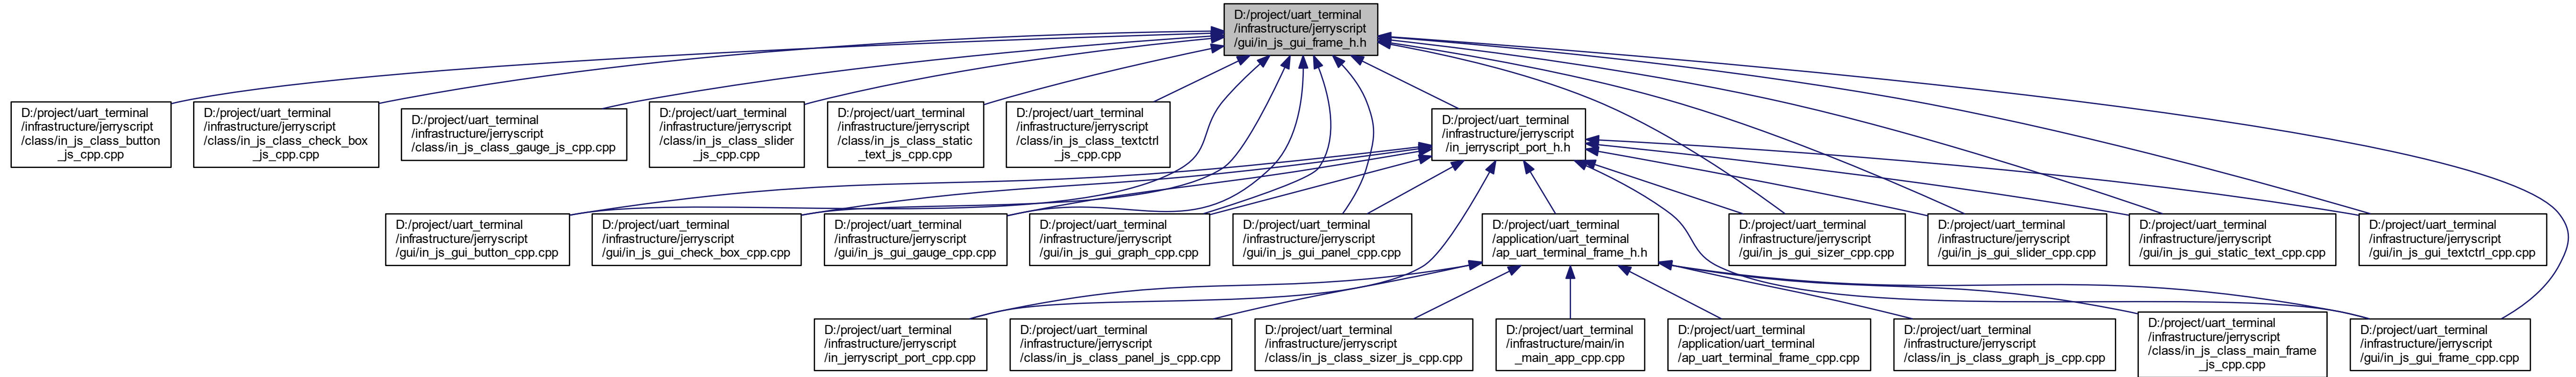 D:/project/uart_terminal
/infrastructure/jerryscript
/gui/in_js_gui_frame_h.h
D:/project/uart_terminal
/infrastructure/jerryscript
/class/in_js_class_button
_js_cpp.cpp
D:/project/uart_terminal
/infrastructure/jerryscript
/class/in_js_class_check_box
_js_cpp.cpp
D:/project/uart_terminal
/infrastructure/jerryscript
/class/in_js_class_gauge_js_cpp.cpp
D:/project/uart_terminal
/infrastructure/jerryscript
/class/in_js_class_slider
_js_cpp.cpp
D:/project/uart_terminal
/infrastructure/jerryscript
/class/in_js_class_static
_text_js_cpp.cpp
D:/project/uart_terminal
/infrastructure/jerryscript
/class/in_js_class_textctrl
_js_cpp.cpp
D:/project/uart_terminal
/infrastructure/jerryscript
/in_jerryscript_port_h.h
D:/project/uart_terminal
/infrastructure/jerryscript
/gui/in_js_gui_button_cpp.cpp
D:/project/uart_terminal
/infrastructure/jerryscript
/gui/in_js_gui_check_box_cpp.cpp
D:/project/uart_terminal
/infrastructure/jerryscript
/gui/in_js_gui_gauge_cpp.cpp
D:/project/uart_terminal
/infrastructure/jerryscript
/gui/in_js_gui_graph_cpp.cpp
D:/project/uart_terminal
/infrastructure/jerryscript
/gui/in_js_gui_panel_cpp.cpp
D:/project/uart_terminal
/application/uart_terminal
/ap_uart_terminal_frame_h.h
D:/project/uart_terminal
/infrastructure/jerryscript
/gui/in_js_gui_sizer_cpp.cpp
D:/project/uart_terminal
/infrastructure/jerryscript
/gui/in_js_gui_slider_cpp.cpp
D:/project/uart_terminal
/infrastructure/jerryscript
/gui/in_js_gui_static_text_cpp.cpp
D:/project/uart_terminal
/infrastructure/jerryscript
/gui/in_js_gui_textctrl_cpp.cpp
D:/project/uart_terminal
/infrastructure/jerryscript
/in_jerryscript_port_cpp.cpp
D:/project/uart_terminal
/infrastructure/jerryscript
/class/in_js_class_panel_js_cpp.cpp
D:/project/uart_terminal
/infrastructure/jerryscript
/class/in_js_class_sizer_js_cpp.cpp
D:/project/uart_terminal
/infrastructure/main/in
_main_app_cpp.cpp
D:/project/uart_terminal
/application/uart_terminal
/ap_uart_terminal_frame_cpp.cpp
D:/project/uart_terminal
/infrastructure/jerryscript
/class/in_js_class_graph_js_cpp.cpp
D:/project/uart_terminal
/infrastructure/jerryscript
/class/in_js_class_main_frame
_js_cpp.cpp
D:/project/uart_terminal
/infrastructure/jerryscript
/gui/in_js_gui_frame_cpp.cpp